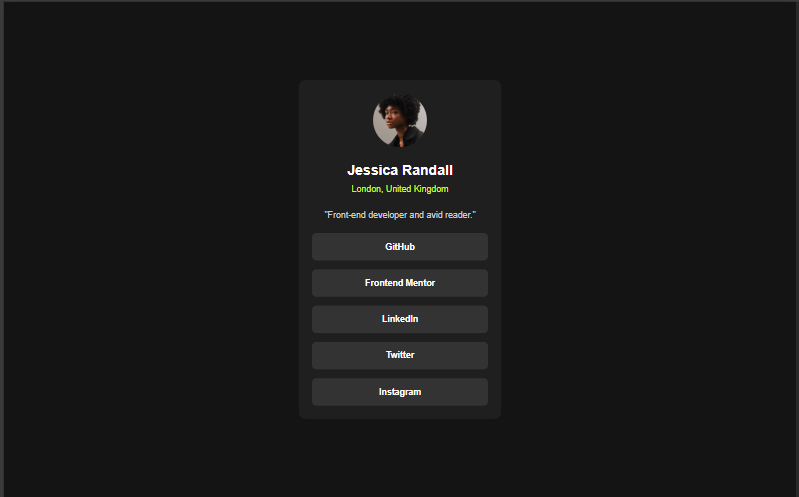 Jessica Randall
London, United Kingdom
"Front-end developer and avid reader."
GitHub
Frontend Mentor
LinkedIn
Twitter
Instagram